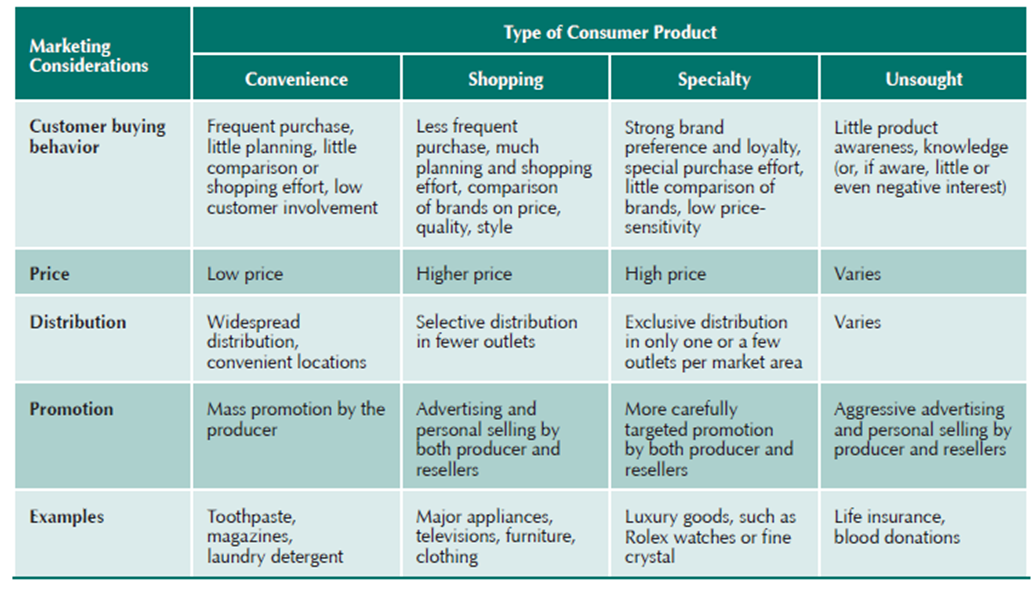 Marketing
Considerations
Type of Consumer Product
Convenience
Shopping
Specialty
Unsought
Customer buying
behavior
Frequent purchase,
little planning, little
comparison or
shopping effort, low
customer involvement
Less frequent
purchase, much
planning and shopping
effort, comparison
of brands on price,
quality, style
Strong brand
preference and loyalty,
special purchase effort,
little comparison of
brands, low price-
sensitivity
Little product
awareness, knowledge
(or, if aware, little or
even negative interest)
Price
Low price
Higher price
High price
Varies
Distribution
Widespread
distribution,
convenient locations
Selective distribution
in fewer outlets
Exclusive distribution
in only one or a few
outlets per market area
Varies
Promotion
Mass promotion by the
producer
Advertising and
personal selling by
both producer and
resellers
More carefully
targeted promotion
by both producer and
resellers
Aggressive advertising
and personal selling by
producer and resellers
Examples
Toothpaste,
magazines,
laundry detergent
Major appliances,
televisions, furniture,
clothing
Luxury goods, such as
Rolex watches or fine
crystal
Life insurance,
blood donations